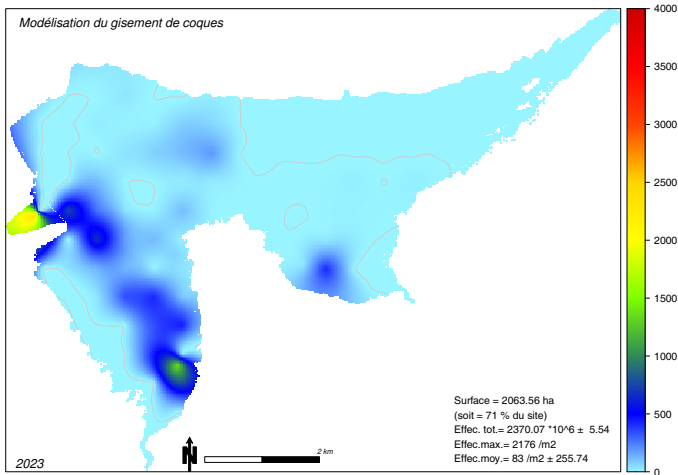 Modélisation du gisement de coques
4000
3500
3000
2500
2000
1500
1000
500
0
Surface = 2063.56 ha
(soit = 71 % du site)
Effec. tot.= 2370.07 *10^6 ± 5.54
Effec.max.= 2176 /m2
Effec.moy.= 83 /m2 ± 255.74
2 km
N
2023